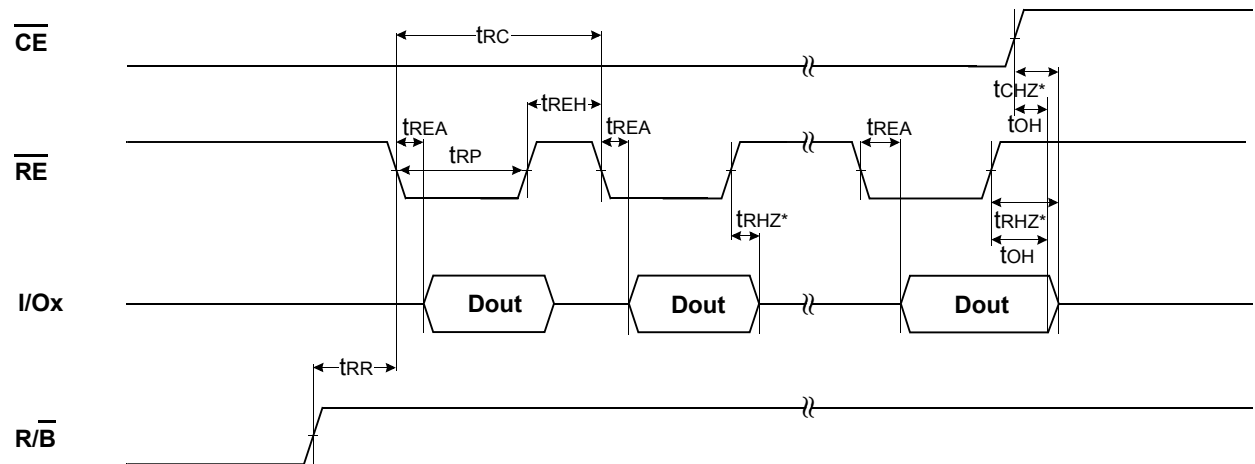 CE
tRC
tCHZ*
tREH
tOH
tREA
tREA
tREA
tRP
RE
tRHZ*
tRHZ*
tOH
I/Ox
Dout
Dout
Dout
tRR
R/B